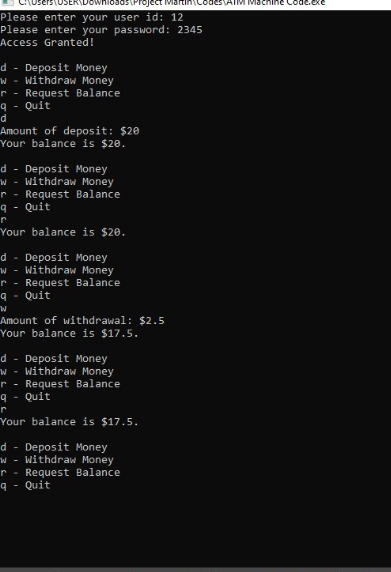 C:\Users\USER\Downloads\Project Martin\Codes\ATM Machine Code.exe
Please enter your user id: 12
Please enter your password: 2345
Access Granted!
d - Deposit Money
w - Withdraw Money
r - Request Balance
q - Quit
d
Amount of deposit: $20
Your balance is $20.
d - Deposit Money
w - Withdraw Money
r - Request Balance
q - Quit
r
Your balance is $20.
d - Deposit Money
w - Withdraw Money
r - Request Balance
q - Quit
w
Amount of withdrawal: $2.5
Your balance is $17.5.
d - Deposit Money
w - Withdraw Money
r - Request Balance
q - Quit
r
Your balance is $17.5.
d - Deposit Money
w - Withdraw Money
r - Request Balance
q - Quit